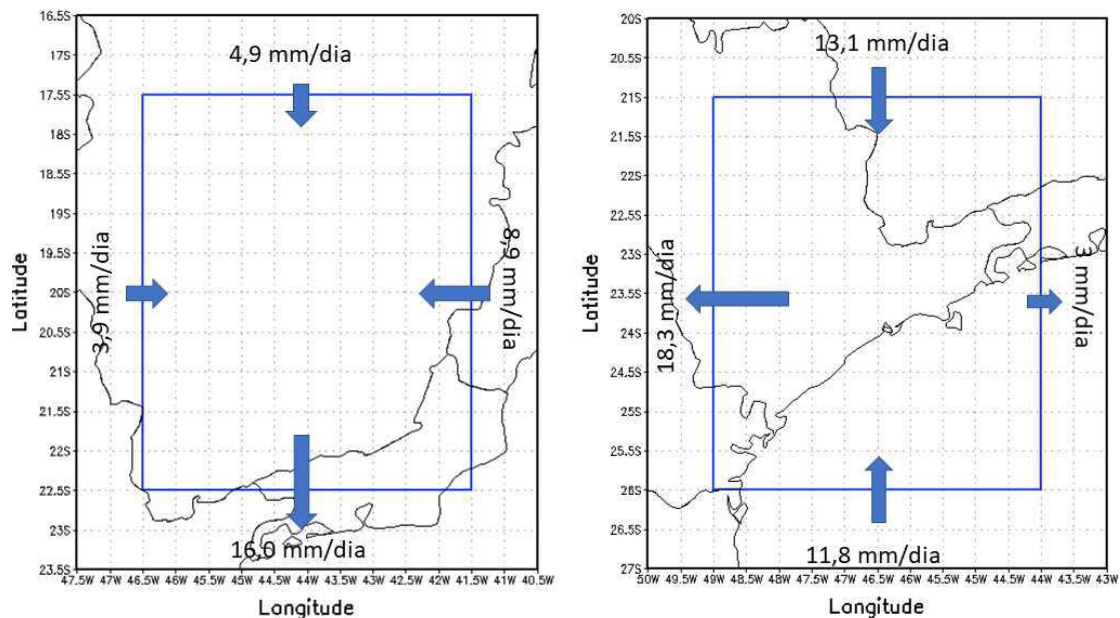 16.5S
17S
17.5S
18S
18.5S
19S
19.5S
20S
20.5S
21S
21.5S
22S
22.5S
23S
23.5S
Latitude
4,9 mm/dia
3,9 mm/dia
8,9 mm/dia
16,0 mm/dia
47.5W 47W 46.5W 46W 45.5W 45W 44.5W 44W 43.5W 43W 42.5W 42W 41.5W 41W 40.5W
Longitude
20S
20.5S
21S
21.5S
22S
22.5S
23S
23.5S
24S
24.5S
25S
25.5S
26S
26.5S
27S
Latitude
13,1 mm/dia
18,3 mm/dia
3 mm/dia
11,8 mm/dia
50W 49.5W 49W 48.5W 48W 47.5W 47W 46.5W 46W 45.5W 45W 44.5W 44W 43.5W 43W
Longitude